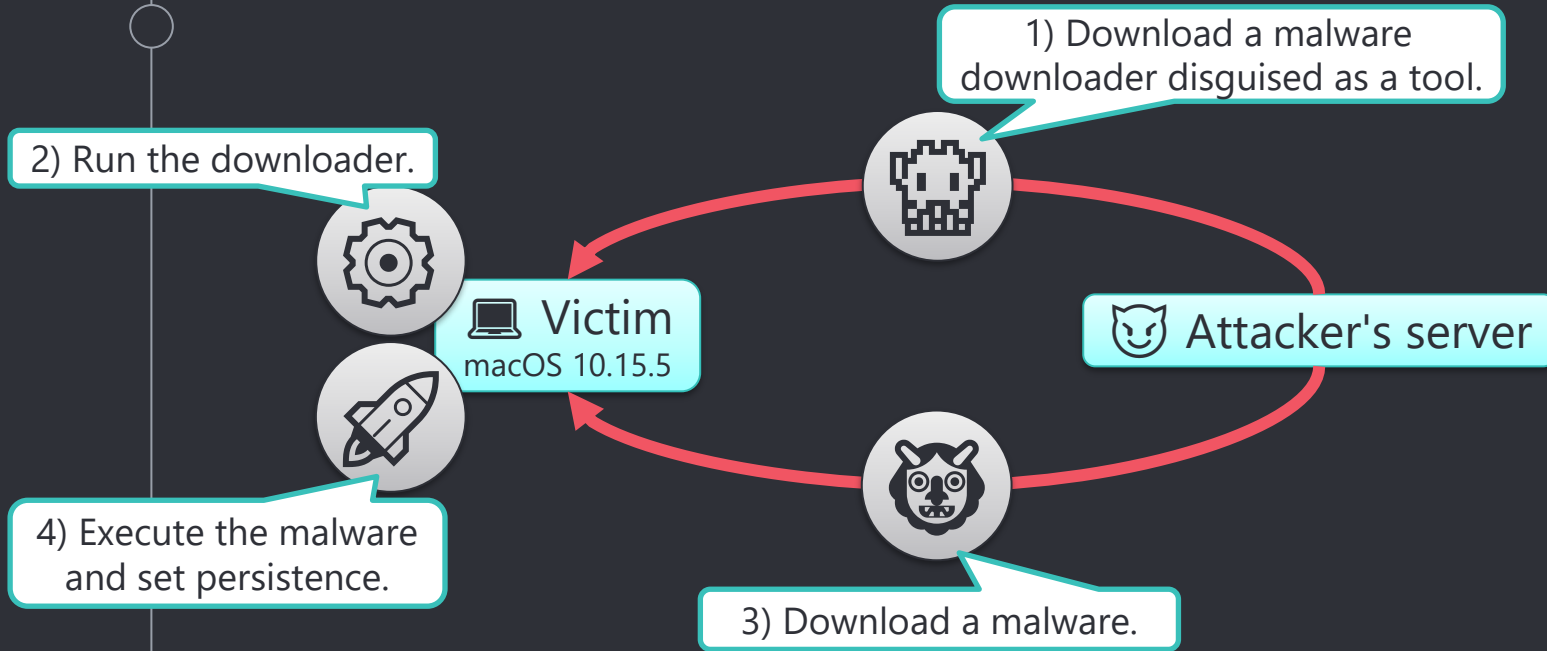 1) Download a malware
downloader disguised as a tool.
2) Run the downloader.
Victim
macOS 10.15.5
Attacker's server
4) Execute the malware
and set persistence.
3) Download a malware.